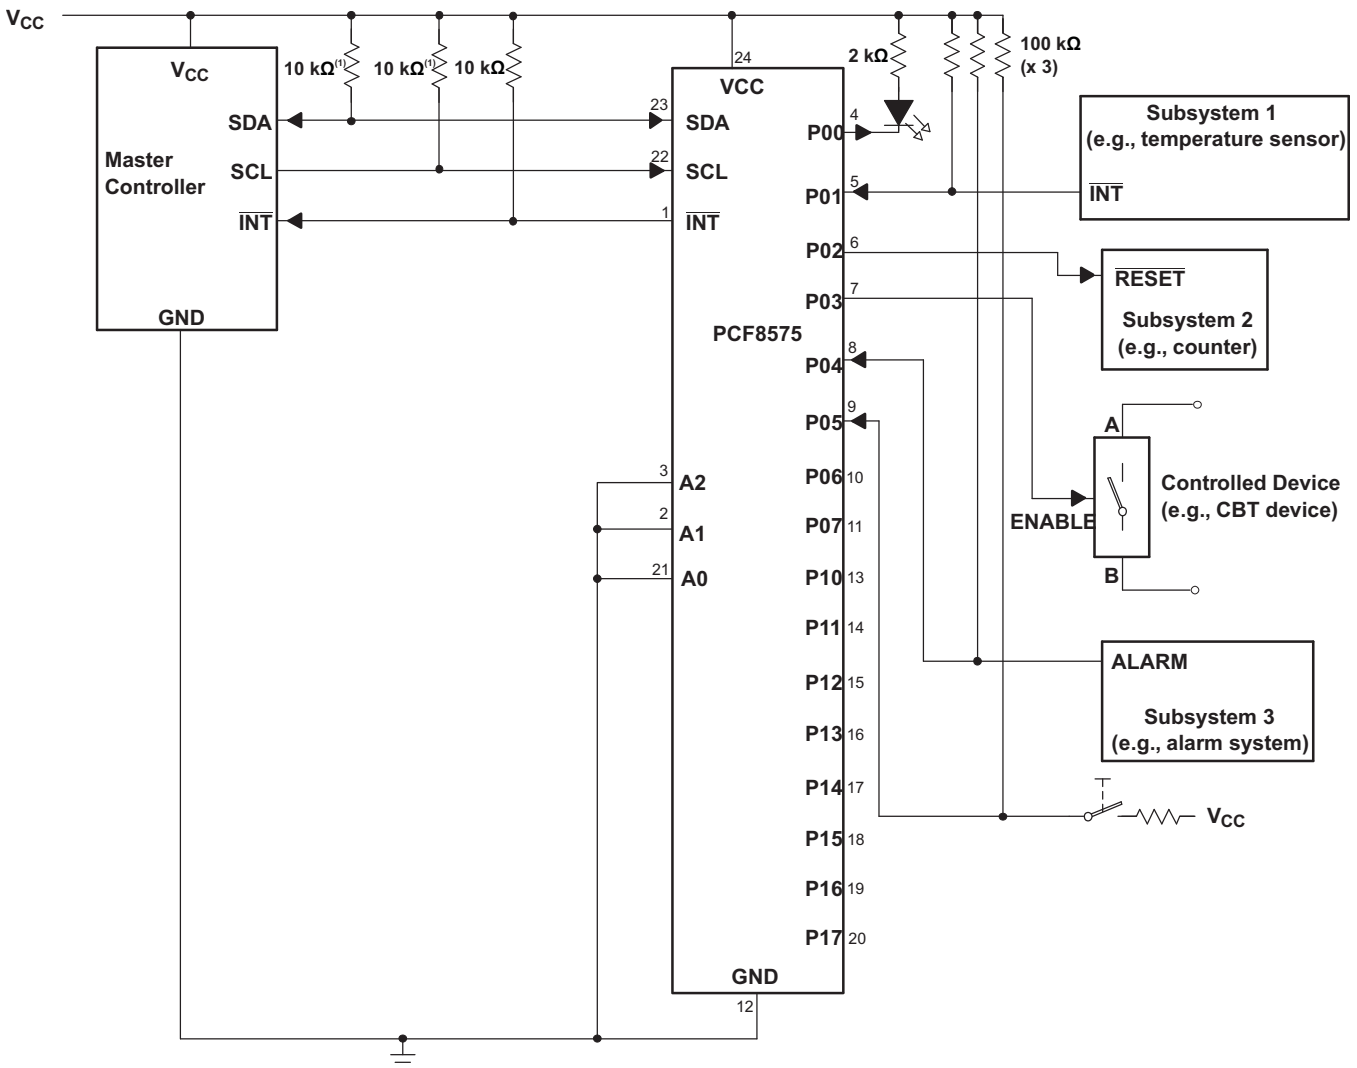 V_CC
10 kΩ(1)
10 kΩ(1)
10 kΩ
24
2 kΩ
100 kΩ
(x 3)
V_CC
SDA
Master
Controller
SCL
INT
GND
VCC
23
SDA
22
SCL
1
INT
PCF8575
3
A2
2
A1
21
A0
GND
12
P00
4
P01
5
P02
6
P03
7
P04
8
P05
9
P06
10
P07
11
P10
13
P11
14
P12
15
P13
16
P14
17
P15
18
P16
19
P17
20
Subsystem 1
(e.g., temperature sensor)
INT
RESET
Subsystem 2
(e.g., counter)
A
Controlled Device
(e.g., CBT device)
ENABLE
B
ALARM
Subsystem 3
(e.g., alarm system)
V_CC